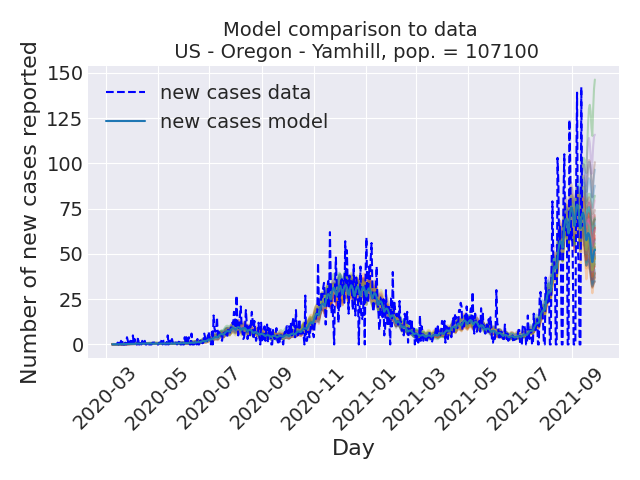 Model comparison to data
US - Oregon - Yamhill, pop. = 107100
Number of new cases reported
150
125
100
75
50
25
0
new cases data
new cases model
2020-03
2020-05
2020-07
2020-09
2020-11
2021-01
2021-03
2021-05
2021-07
2021-09
Day